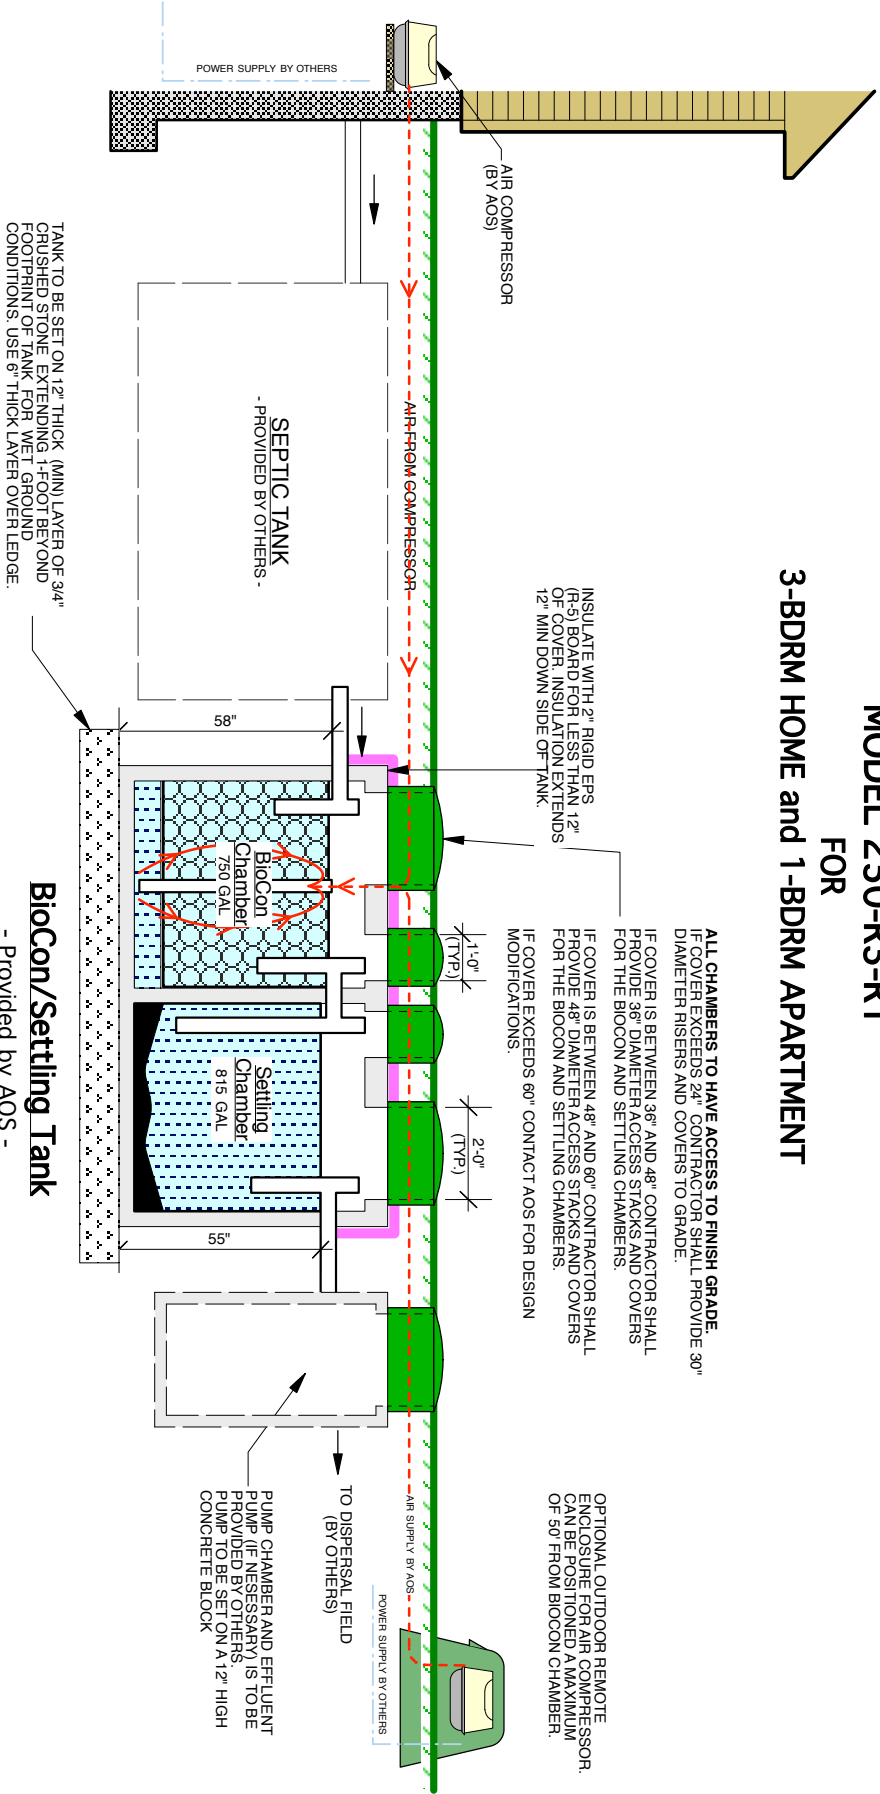 MODEL 250-R3-R1
FOR
3-BDRM HOME and 1-BDRM APARTMENT
ALL CHAMBERS TO HAVE ACCESS TO FINISH GRADE.
IF COVER EXCEEDS 24" CONTRACTOR SHALL PROVIDE 30"
DIAMETER RISERS AND COVERS TO GRADE.
IF COVER IS BETWEEN 36" AND 48" CONTRACTOR SHALL
PROVIDE 36" DIAMETER ACCESS STACKS AND COVERS
FOR THE BIOCON AND SETTLING CHAMBERS.
IF COVER IS BETWEEN 48" AND 60" CONTRACTOR SHALL
PROVIDE 48" DIAMETER ACCESS STACKS AND COVERS
FOR THE BIOCON AND SETTLING CHAMBERS.
IF COVER EXCEEDS 60" CONTACT AOS FOR DESIGN
MODIFICATIONS.
INSULATE WITH 2" RIGID EPS
(R-5) BOARD FOR LESS THAN 12"
OF COVER. INSULATION EXTENDS
12" MIN DOWN SIDE OF TANK.
OPTIONAL OUTDOOR REMOTE
ENCLOSURE FOR AIR COMPRESSOR.
CAN BE POSITIONED A MAXIMUM
OF 50' FROM BIOCON CHAMBER.
AIR COMPRESSOR
(BY AOS)
POWER SUPPLY BY OTHERS
AIR FROM COMPRESSOR
1'-0"
(TYP.)
2'-0"
(TYP.)
AIR SUPPLY BY AOS
POWER SUPPLY BY OTHERS
SEPTIC TANK
- PROVIDED BY OTHERS -
58"
BioCon
Chamber
750 GAL
Settling
Chamber
815 GAL
55"
TO DISPERSAL FIELD
(BY OTHERS)
PUMP CHAMBER AND EFFLUENT
PUMP (IF NESESSARY) IS TO BE
PROVIDED BY OTHERS.
PUMP TO BE SET ON A 12" HIGH
CONCRETE BLOCK
TANK TO BE SET ON 12" THICK (MIN) LAYER OF 3/4"
CRUSHED STONE EXTENDING 1-FOOT BEYOND
FOOTPRINT OF TANK FOR WET GROUND
CONDITIONS. USE 6" THICK LAYER OVER LEDGE.
BioCon/Settling Tank
- Provided by AOS -